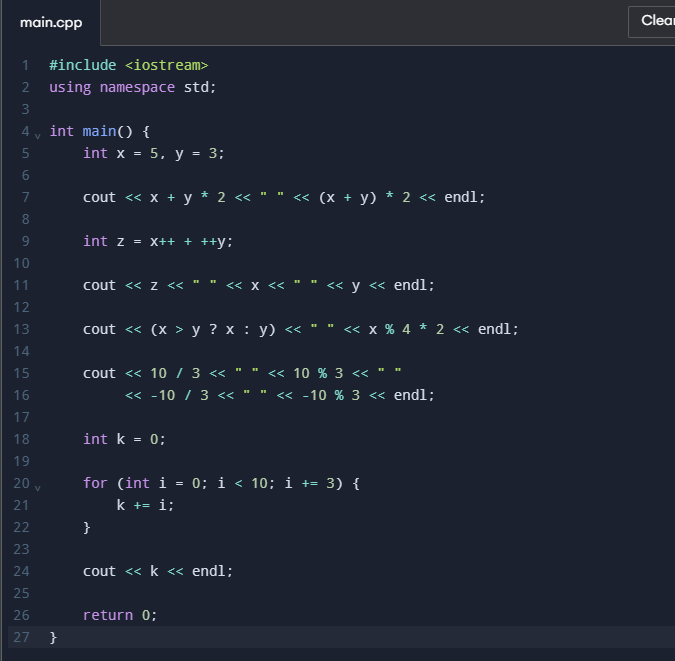 main.cpp
Clear
1 #include <iostream>
2 using namespace std;
3
4 int main() {
5     int x = 5, y = 3;
6
7     cout << x + y * 2 << " " << (x + y) * 2 << endl;
8
9     int z = x++ + ++y;
10
11     cout << z << " " << x << " " << y << endl;
12
13     cout << (x > y ? x : y) << " " << x % 4 * 2 << endl;
14
15     cout << 10 / 3 << " " << 10 % 3 << " "
16          << -10 / 3 << " " << -10 % 3 << endl;
17
18     int k = 0;
19
20     for (int i = 0; i < 10; i += 3) {
21         k += i;
22     }
23
24     cout << k << endl;
25
26     return 0;
27 }